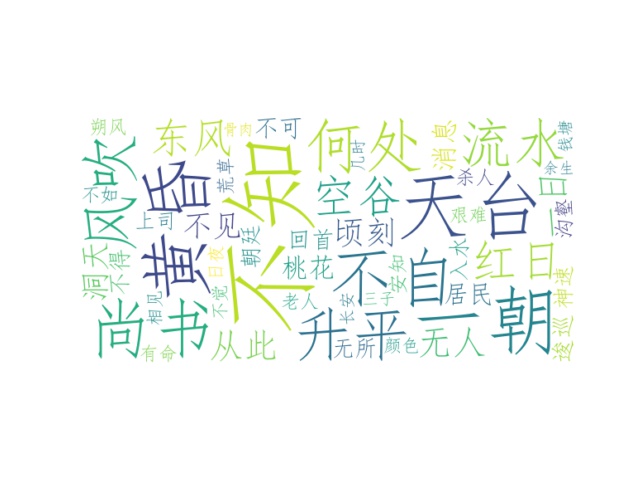 朔风
东风
骨肉
不可
何处
消息
流水
钱塘
风吹
黄昏
不知
荒草
几时
空谷
天台
杀人
一日
余生
沟壑
不如
上司
不见
朝廷
回首
顷刻
艰难
洞天
不得
日夜
桃花
不自
安知
入水
红日
相见
不觉
老人
长安
三子
居民
神速
尚书
从此
升平
一朝
逡巡
有命
无所
颜色
无人